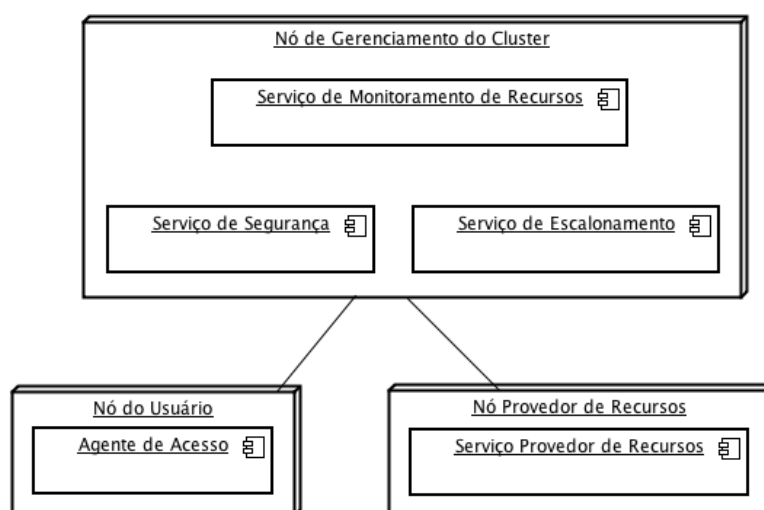 Nó de Gerenciamento do Cluster
Serviço de Monitoramento de Recursos
Serviço de Segurança
Serviço de Escalonamento
Nó do Usuário
Agente de Acesso
Nó Provedor de Recursos
Serviço Provedor de Recursos